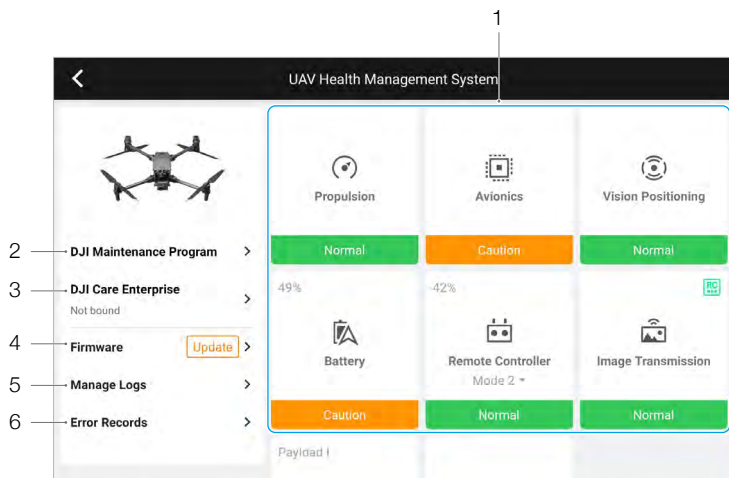 1
UAV Health Management System
Propulsion
Avionics
Vision Positioning
Normal
Caution
Normal
2
DJI Maintenance Program
3
DJI Care Enterprise
Not bound
4
Firmware
Update
5
Manage Logs
6
Error Records
49%
42%
RC
Battery
Remote Controller
Mode 2
Image Transmission
Caution
Normal
Normal
Payload I